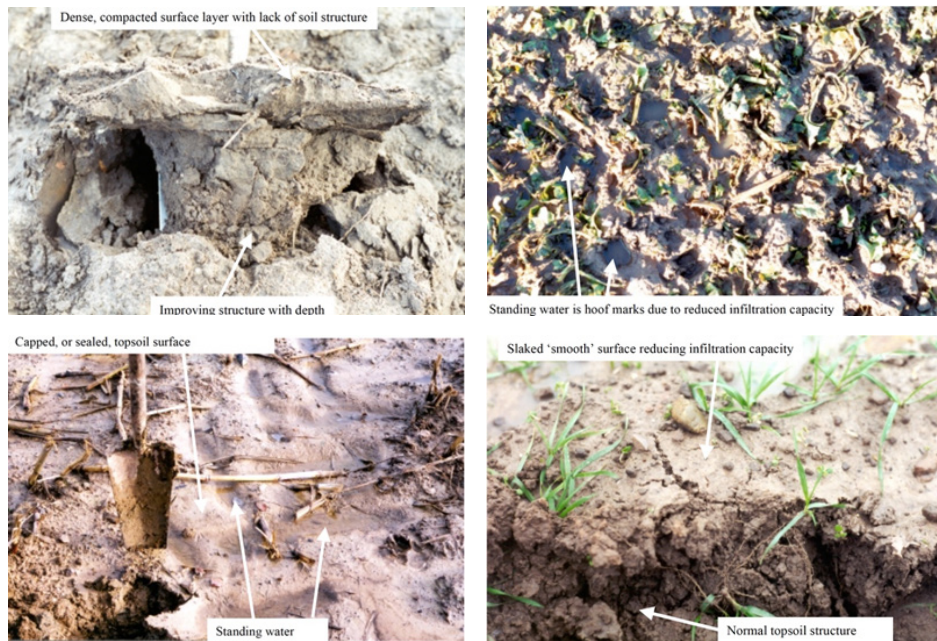 Dense, compacted surface layer with lack of soil structure
Improving structure with depth
Standing water is hoof marks due to reduced infiltration capacity
Capped, or sealed, topsoil surface
Standing water
Slaked ‘smooth’ surface reducing infiltration capacity
Normal topsoil structure